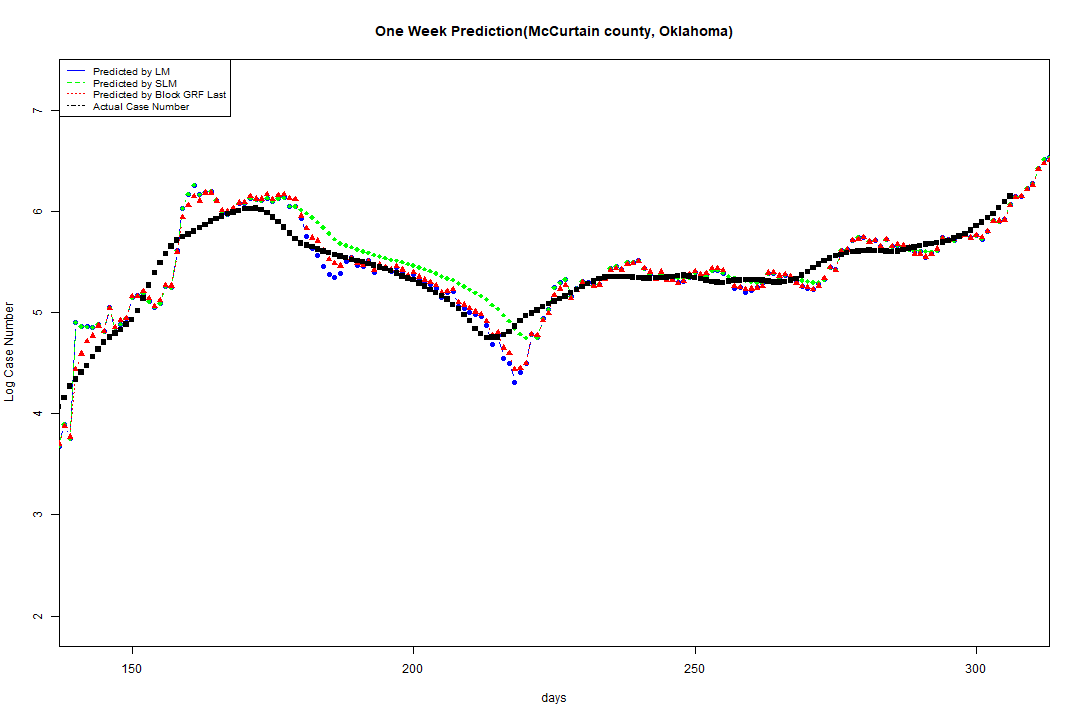 One Week Prediction(McCurtain county, Oklahoma)
Predicted by LM
Predicted by SLM
Predicted by Block GRF Last
Actual Case Number
7
6
5
4
3
2
Log Case Number
150 200 250 300
days